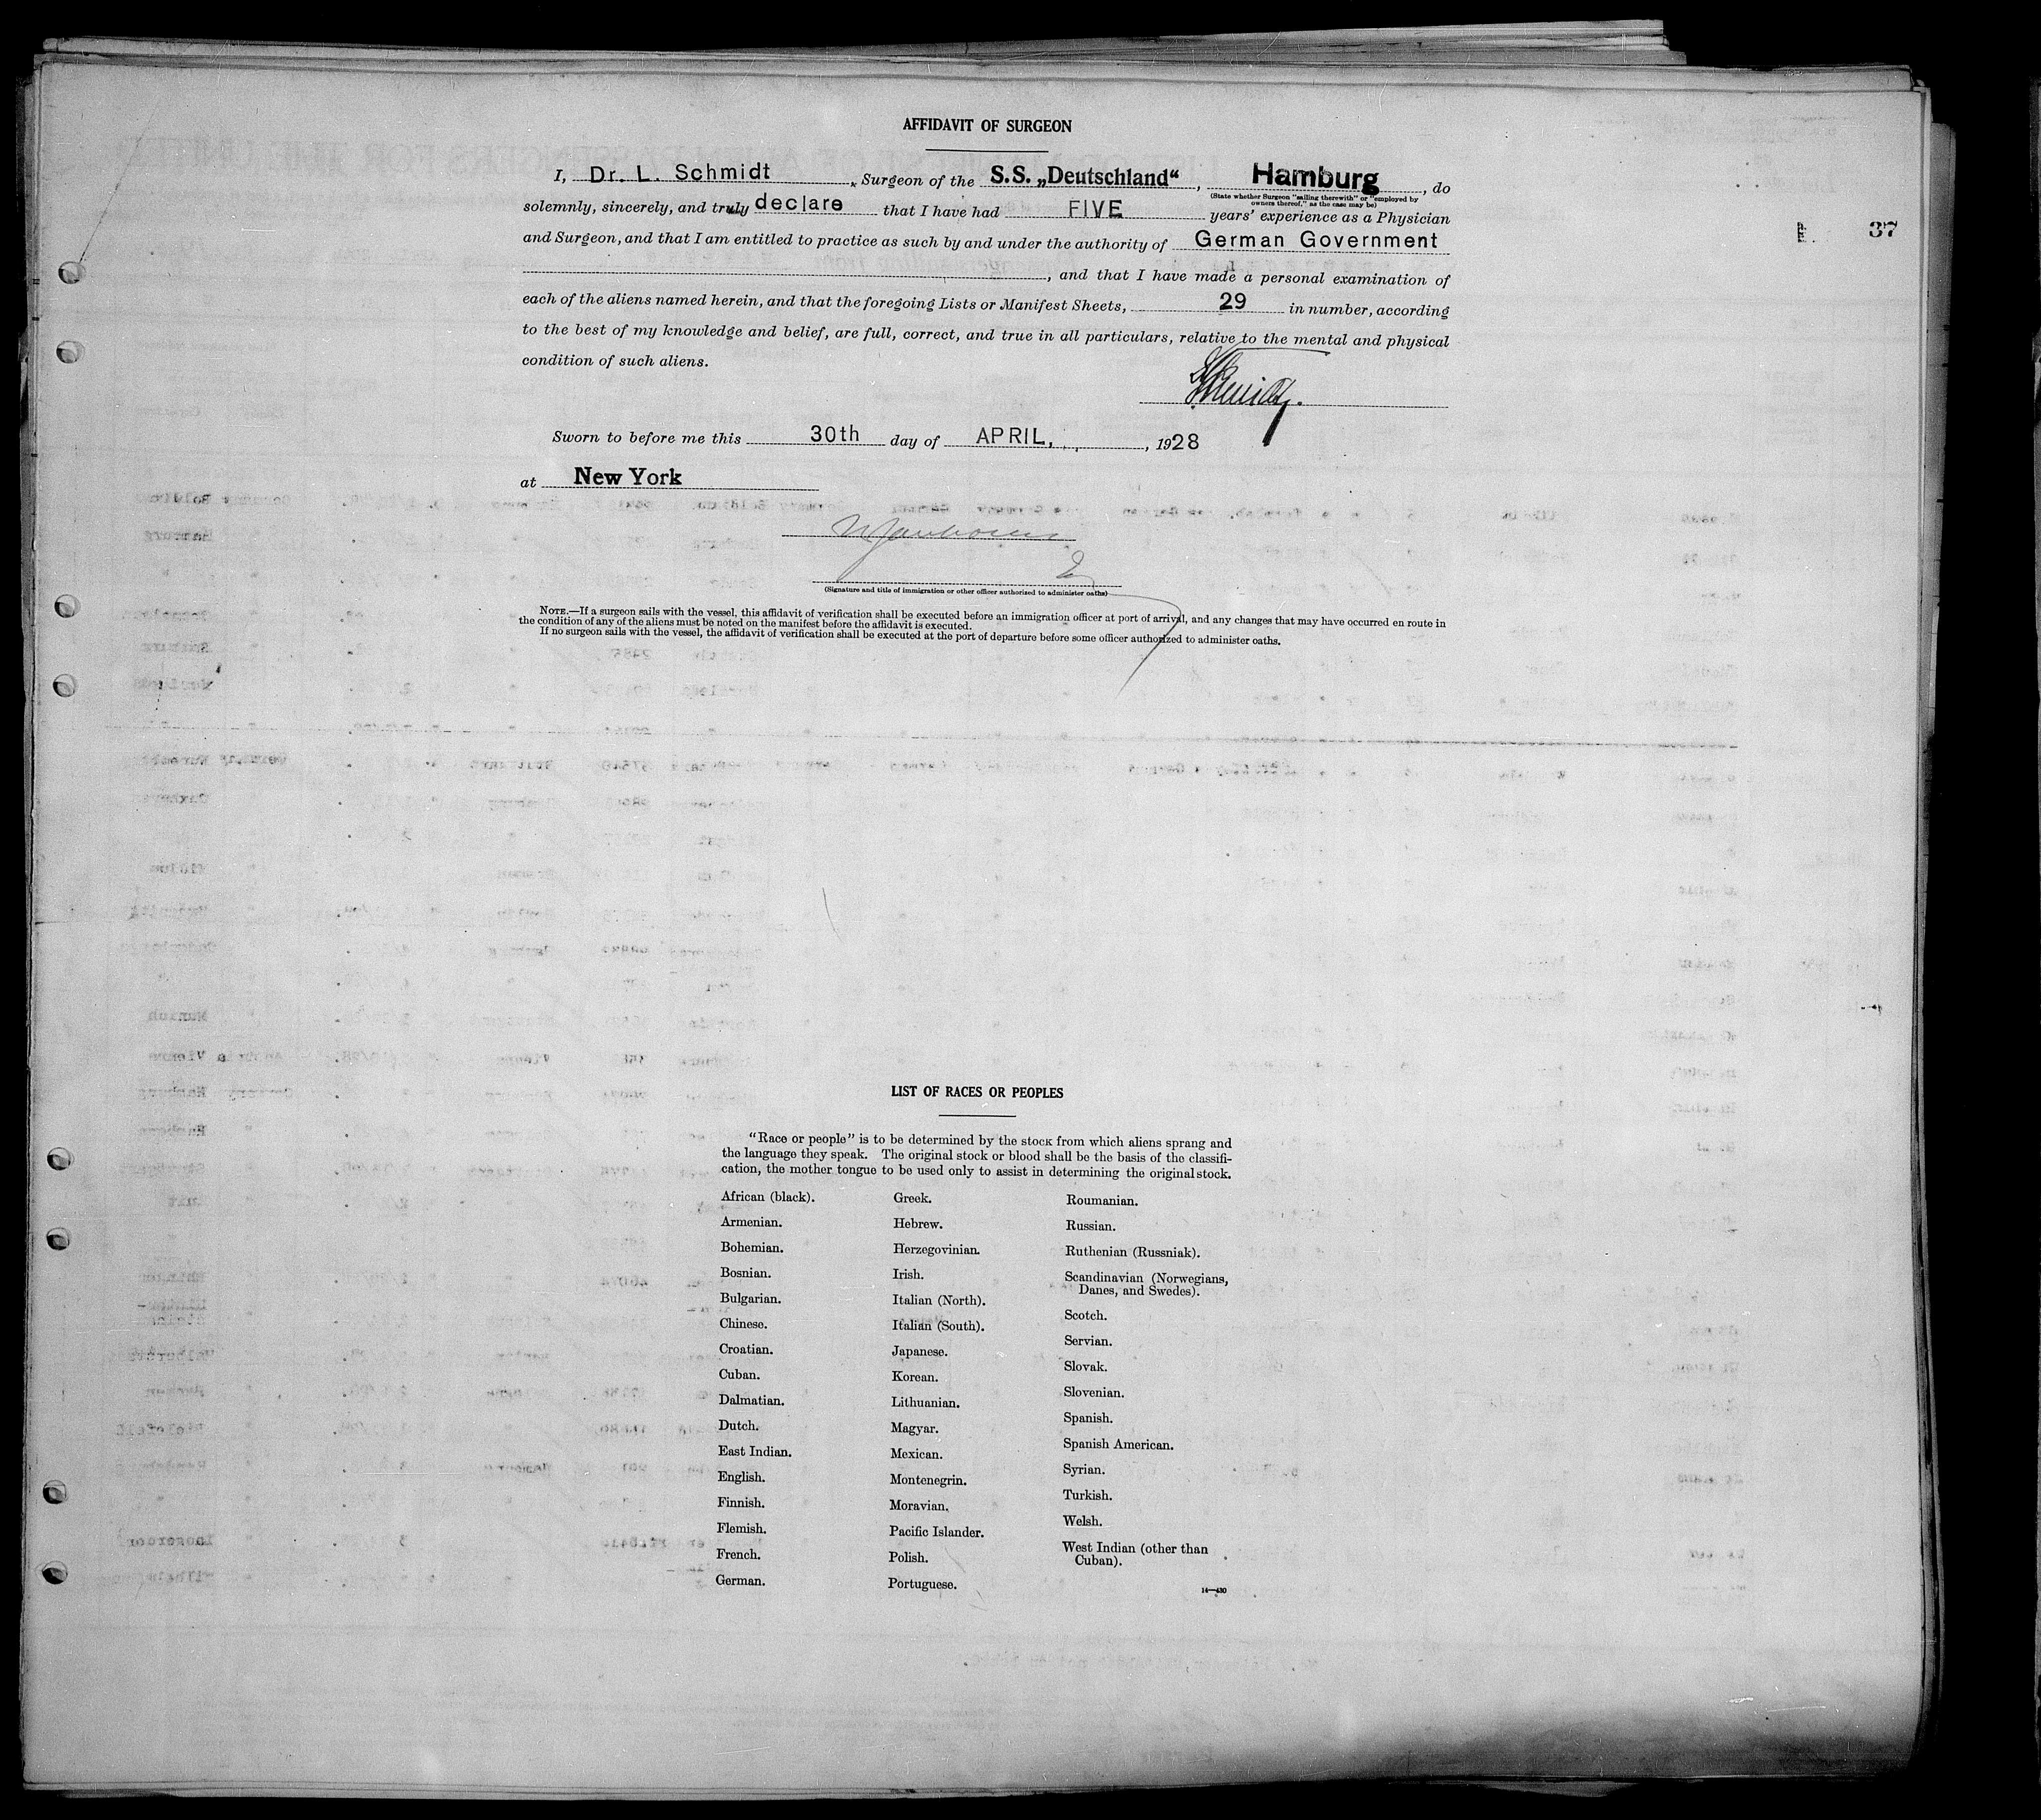 AFFIDAVIT OF SURGEON
I, Dr. L. Schmidt, Surgeon of the S.S. „Deutschland“, Hamburg, do
(State whether Surgeon "sailing therewith" or "employed by
owners thereof," as the case may be)
solemnly, sincerely, and truly declare that I have had FIVE years' experience as a Physician
and Surgeon, and that I am entitled to practice as such by and under the authority of German Government
, and that I have made a personal examination of
each of the aliens named herein, and that the foregoing Lists or Manifest Sheets, 29 in number, according
to the best of my knowledge and belief, are full, correct, and true in all particulars, relative to the mental and physical
condition of such aliens.
Schmidt.
Sworn to before me this 30th day of APRIL, , 1928
at New York
(Signature and title of immigration or other officer authorized to administer oaths)
NOTE.—If a surgeon sails with the vessel, this affidavit of verification shall be executed before an immigration officer at port of arrival, and any changes that may have occurred en route in
the condition of any of the aliens must be noted on the manifest before the affidavit is executed.
If no surgeon sails with the vessel, the affidavit of verification shall be executed at the port of departure before some officer authorized to administer oaths.
37
LIST OF RACES OR PEOPLES
"Race or people" is to be determined by the stock from which aliens sprang and
the language they speak. The original stock or blood shall be the basis of the classifi-
cation, the mother tongue to be used only to assist in determining the original stock.
African (black).
Armenian.
Bohemian.
Bosnian.
Bulgarian.
Chinese.
Croatian.
Cuban.
Dalmatian.
Dutch.
East Indian.
English.
Finnish.
Flemish.
French.
German.
Greek.
Hebrew.
Herzegovinian.
Irish.
Italian (North).
Italian (South).
Japanese.
Korean.
Lithuanian.
Magyar.
Mexican.
Montenegrin.
Moravian.
Pacific Islander.
Polish.
Portuguese.
Roumanian.
Russian.
Ruthenian (Russniak).
Scandinavian (Norwegians,
Danes, and Swedes).
Scotch.
Servian.
Slovak.
Slovenian.
Spanish.
Spanish American.
Syrian.
Turkish.
Welsh.
West Indian (other than
Cuban).
14—430